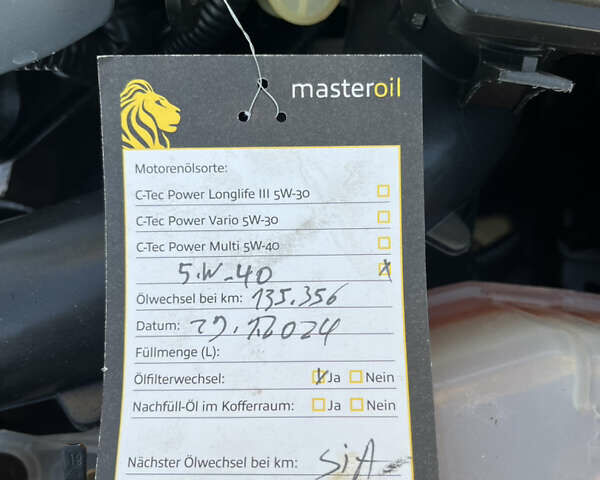 masteroil
Motorenölsorte:
C-Tec Power Longlife III 5W-30
C-Tec Power Vario 5W-30
C-Tec Power Multi 5W-40
5.W-40
Ölwechsel bei km: 135.356
Datum:
Füllmenge (L):
Ölfilterwechsel: Ja Nein
Nachfüll-Öl im Kofferraum: Ja Nein
Nächster Ölwechsel bei km: SiA